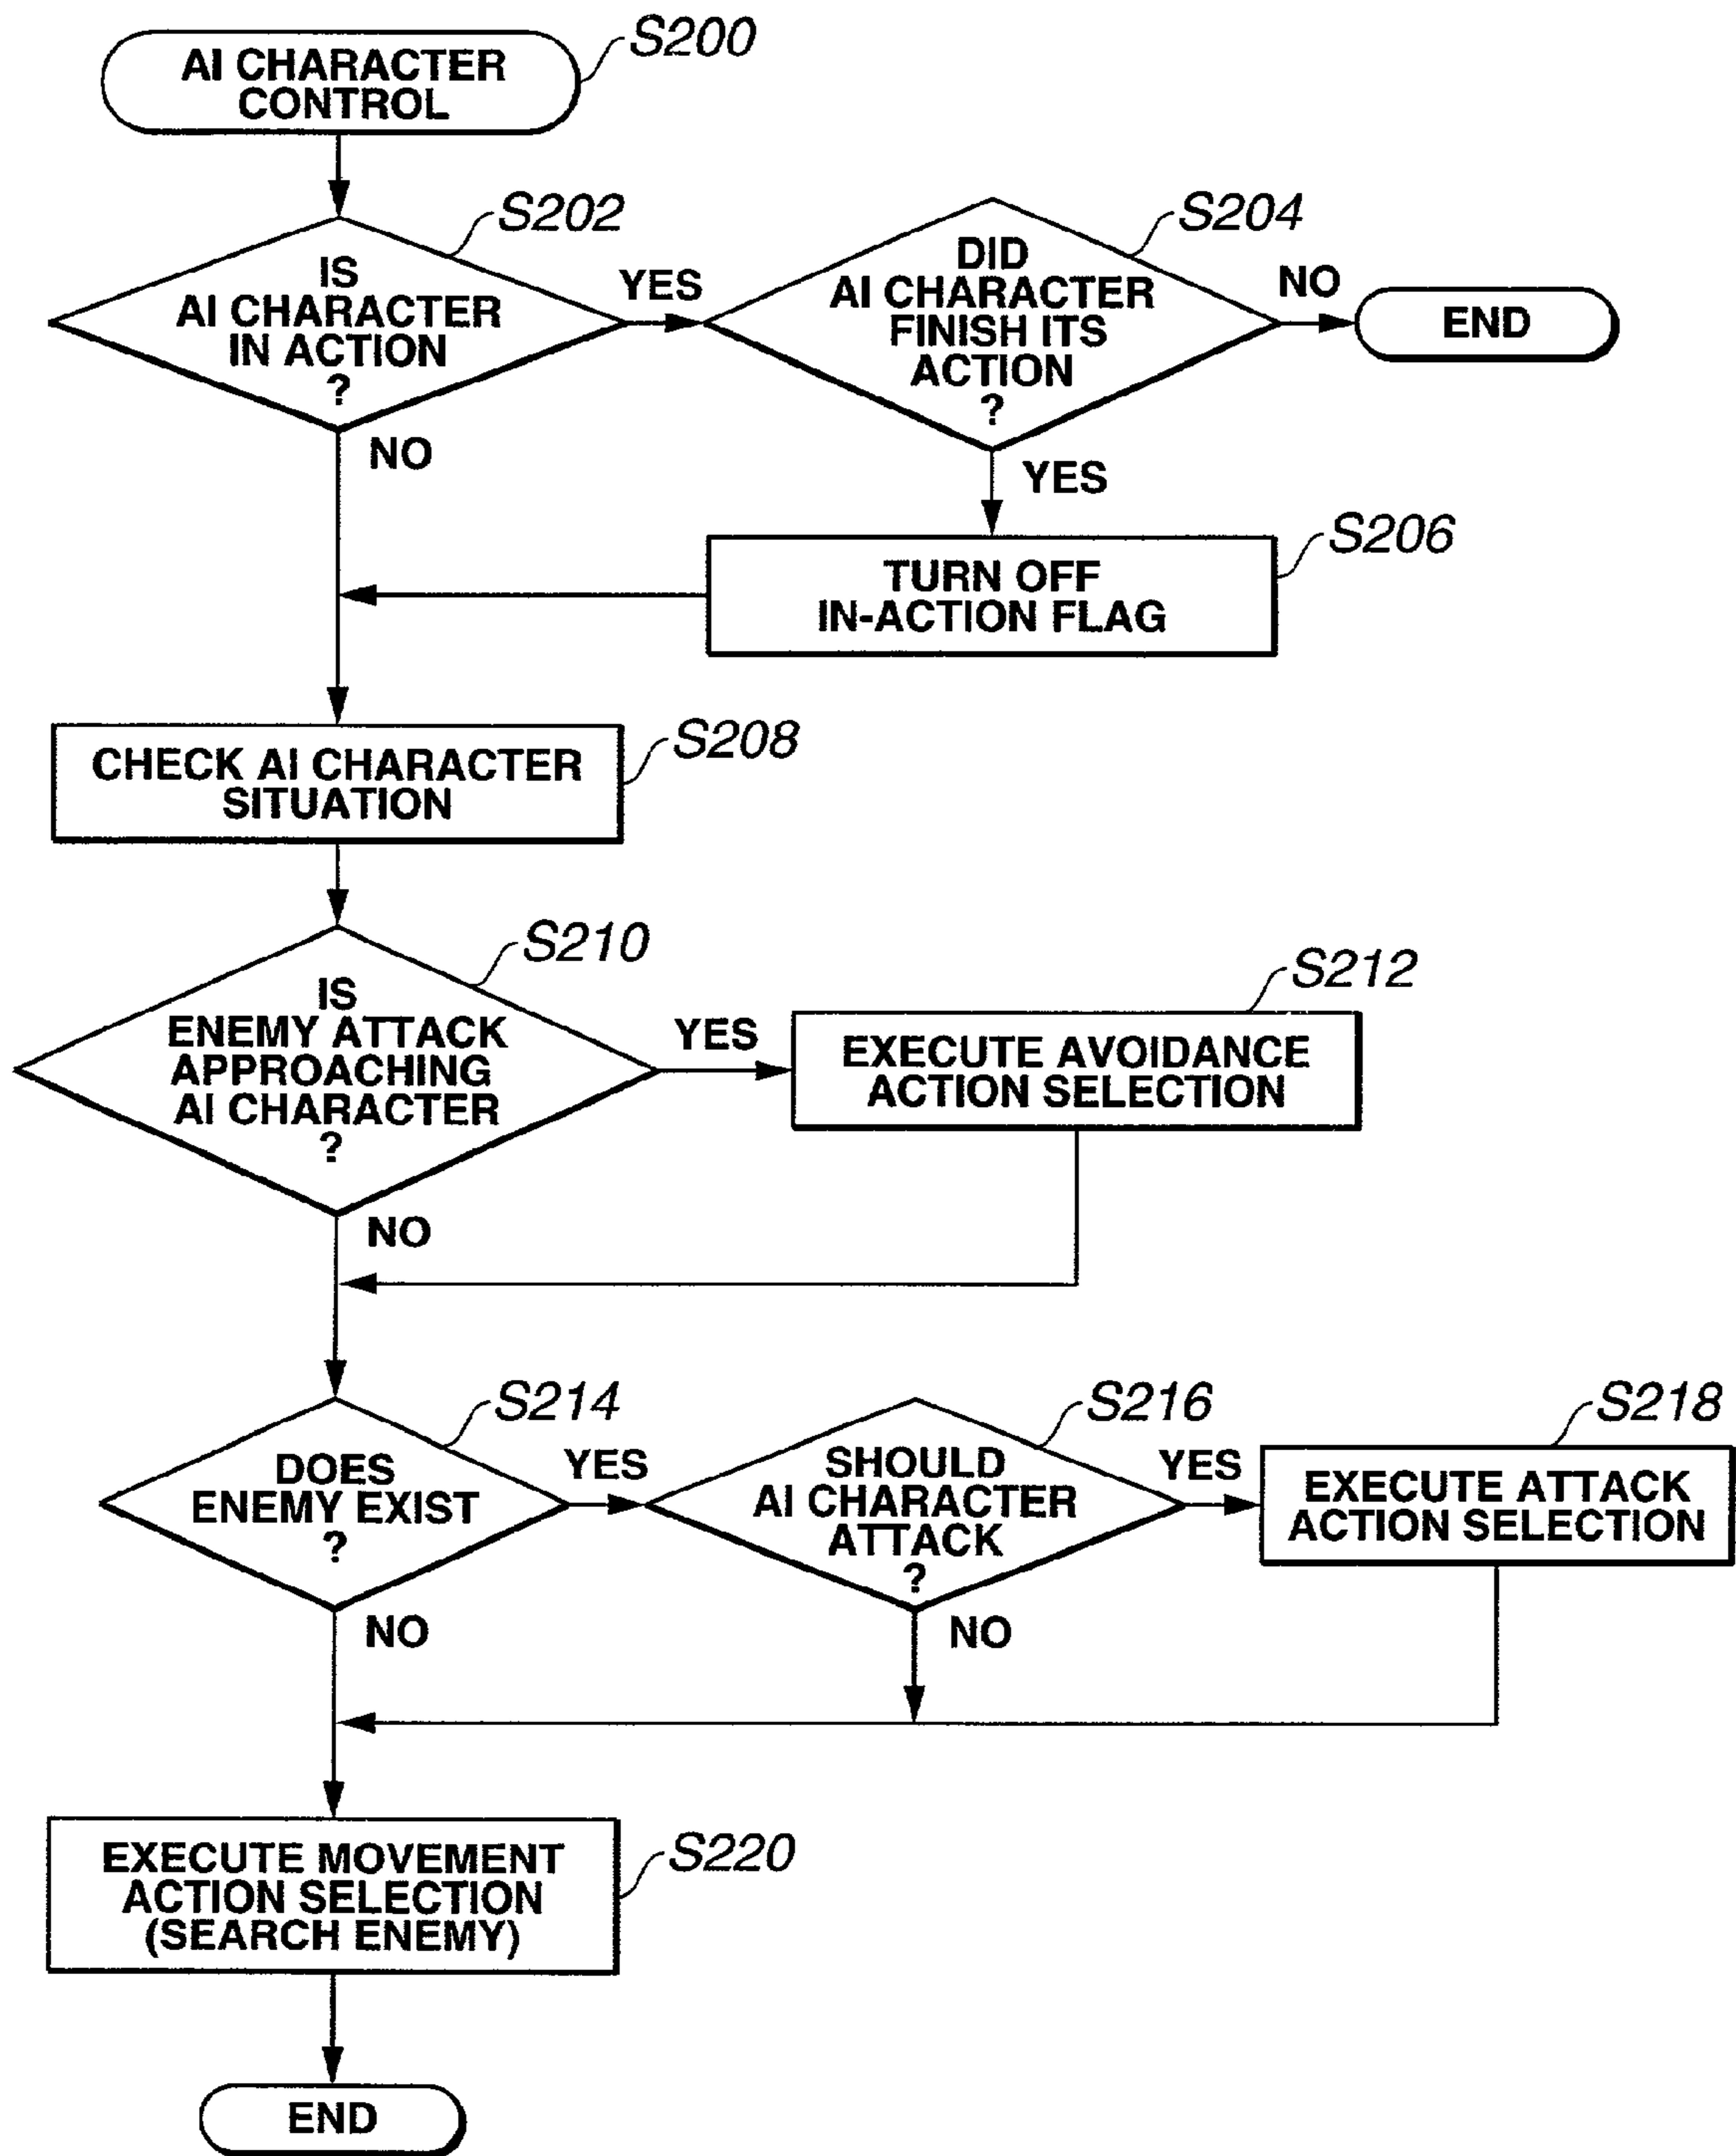 S200
AI CHARACTER
CONTROL
S202
IS
AI CHARACTER
IN ACTION
?
YES
NO
S204
DID
AI CHARACTER
FINISH ITS
ACTION
?
NO
END
YES
S206
TURN OFF
IN-ACTION FLAG
S208
CHECK AI CHARACTER
SITUATION
S210
IS
ENEMY ATTACK
APPROACHING
AI CHARACTER
?
YES
NO
S212
EXECUTE AVOIDANCE
ACTION SELECTION
S214
DOES
ENEMY EXIST
?
YES
NO
S216
SHOULD
AI CHARACTER
ATTACK
?
YES
NO
S218
EXECUTE ATTACK
ACTION SELECTION
S220
EXECUTE MOVEMENT
ACTION SELECTION
(SEARCH ENEMY)
END